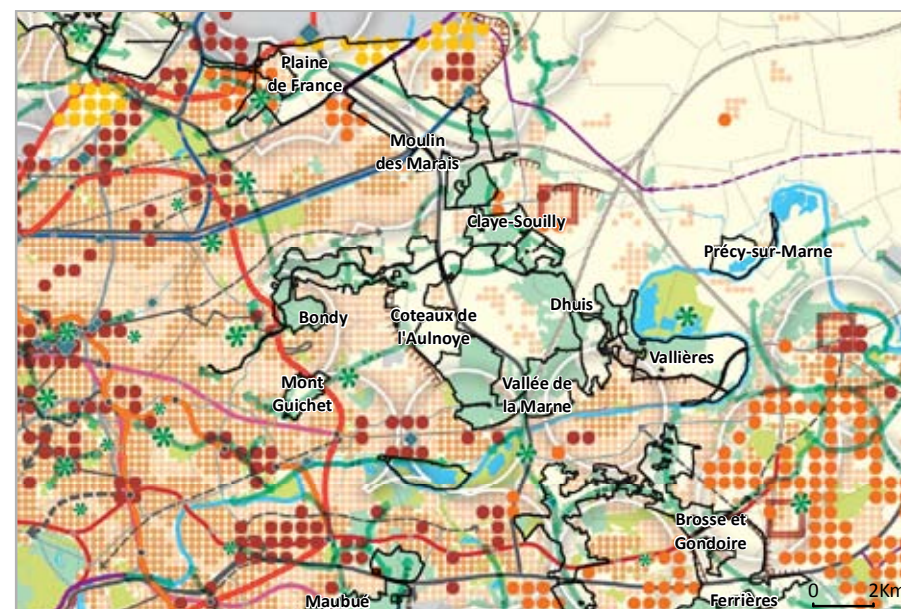 Plaine
de France
Moulin
des Marais
Claye-Souilly
Précy-sur-Marne
Bondy
Coteaux de
l'Aulnoye
Dhuis
Vallières
Mont
Guichet
Vallée de
la Marne
Brosse et
Gondoire
Maubué
Ferrières
0 2Km